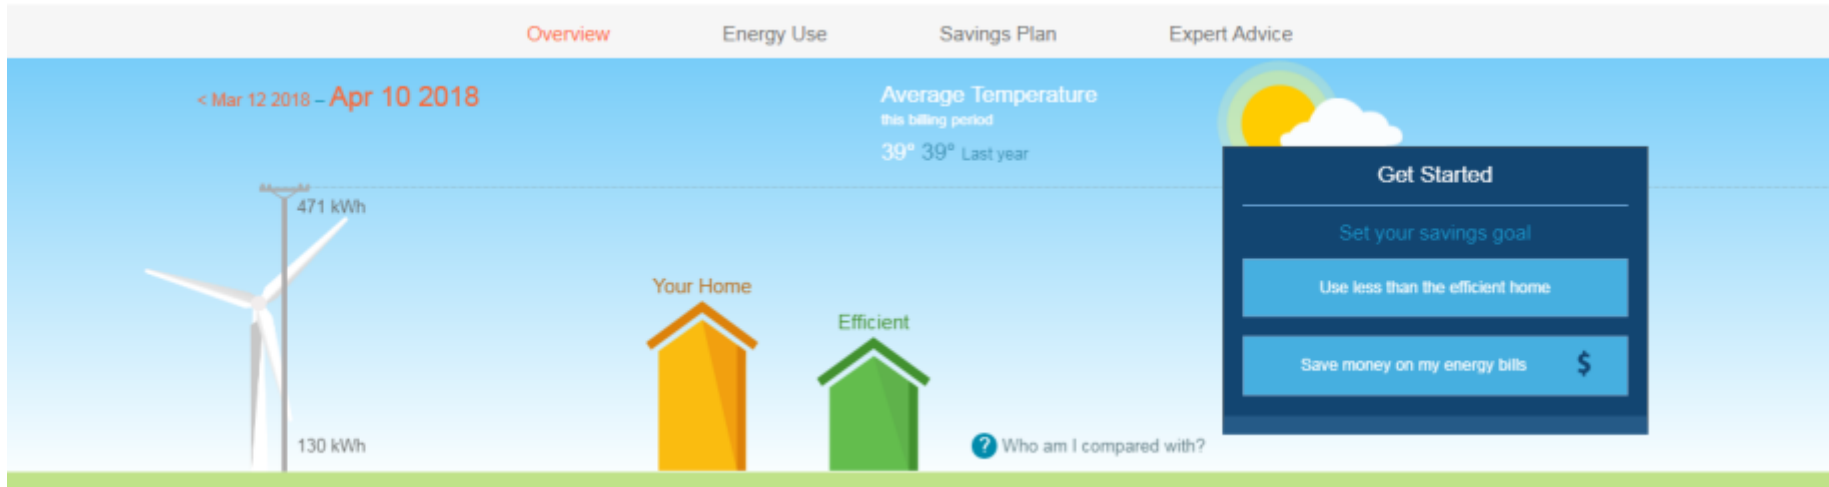 Overview Energy Use Savings Plan Expert Advice
< Mar 12 2018 – Apr 10 2018
Average Temperature
this billing period
39° 39° Last year
Get Started
Set your savings goal
Use less than the efficient home
Save money on my energy bills $
471 kWh
Your Home
Efficient
130 kWh
? Who am I compared with?